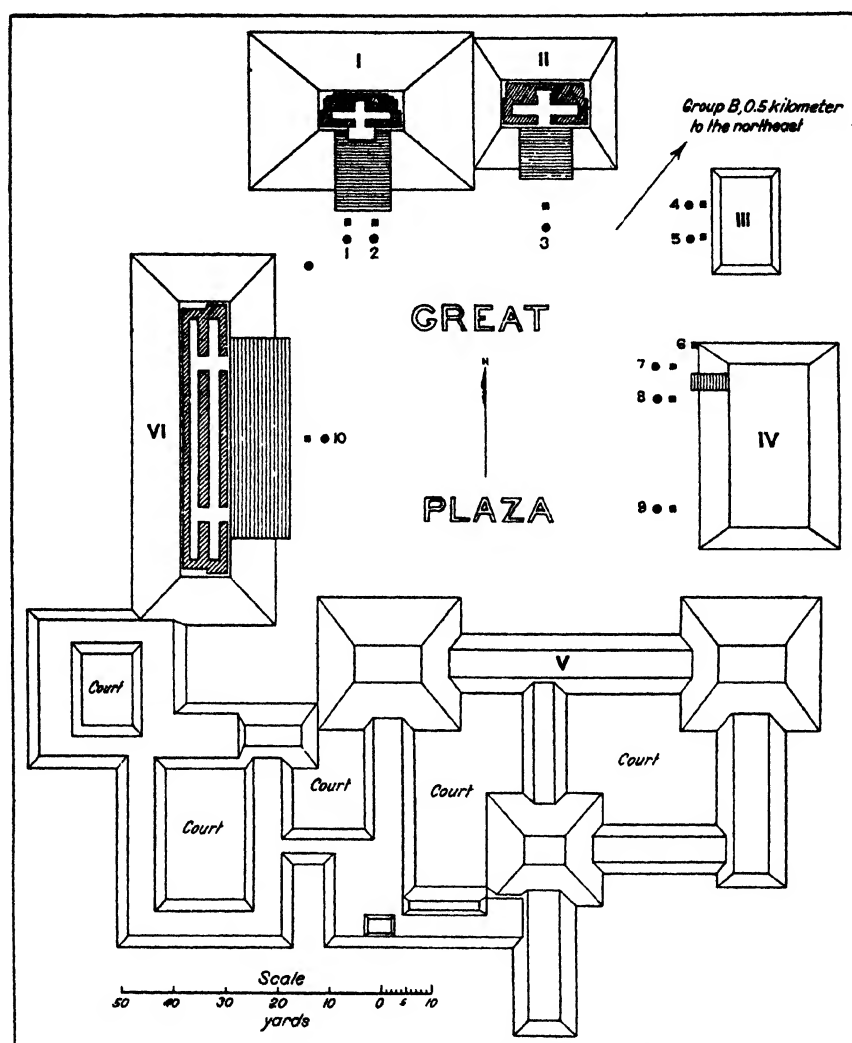 I
II
Group B, 0.5 kilometer
to the northeast
4
III
5
1 2
3
GREAT
6
7
8
VI
10
IV
PLAZA
9
V
Court
Court
Court
Court
Court
Scale
50 40 30 20 10 0 5 10
yards
N